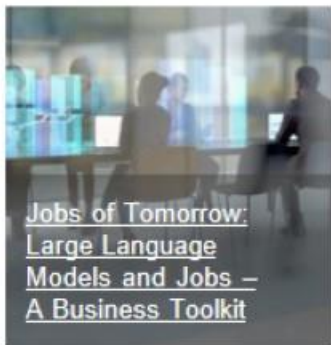 Jobs of Tomorrow:
Large Language
Models and Jobs –
A Business Toolkit